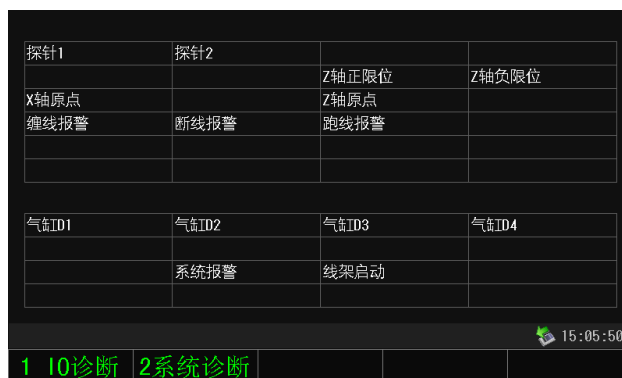 探针1 探针2
Z轴正限位 Z轴负限位
X轴原点 Z轴原点
缠线报警 断线报警 跑线报警
气缸D1 气缸D2 气缸D3 气缸D4
系统报警 线架启动
15:05:50
1 IO诊断 2系统诊断